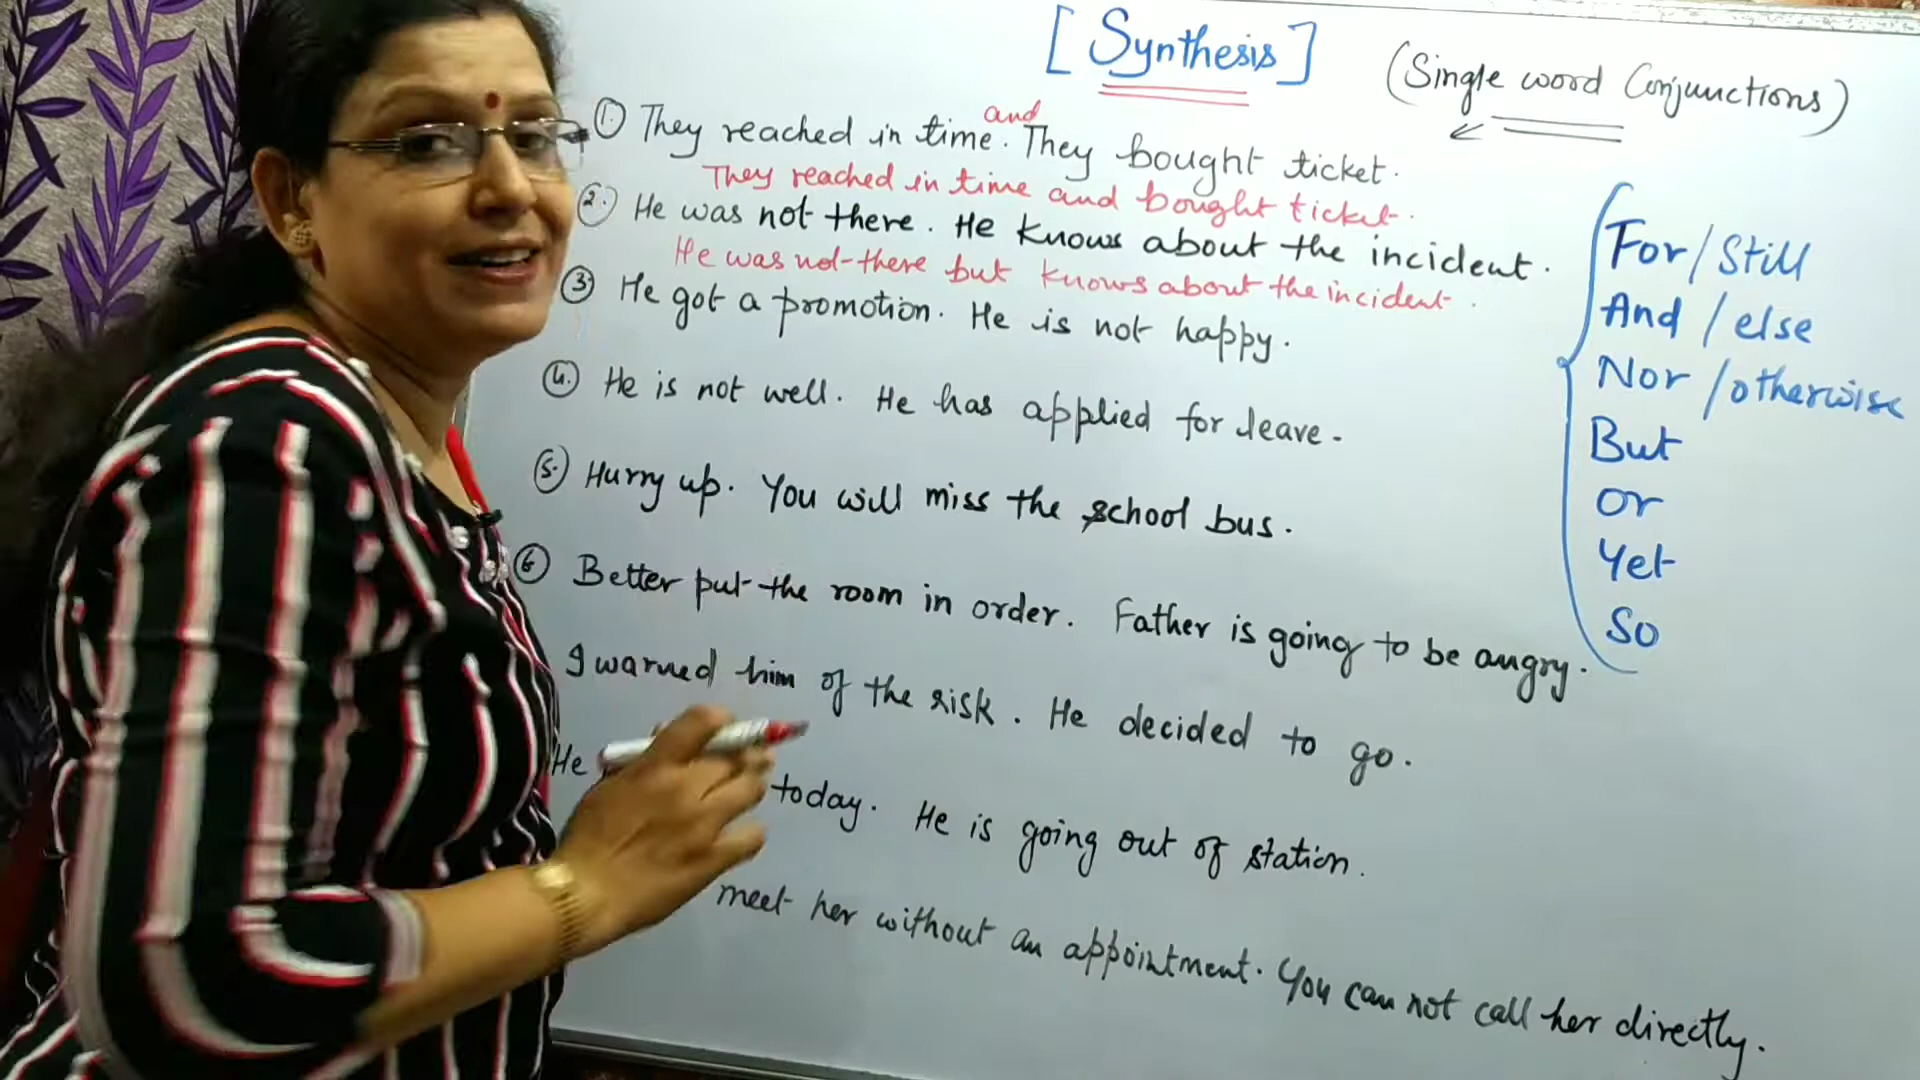 [Synthesis]
(Single word Conjunctions)
and
1. They reached in time. They bought ticket.
They reached in time and bought ticket.
2. He was not there. He knows about the incident.
He was not there but knows about the incident.
3 He got a promotion. He is not happy.
4. He is not well. He has applied for leave.
5. Hurry up. You will miss the school bus.
6 Better put the room in order. Father is going to be angry.
I warned him of the risk. He decided to go.
He today. He is going out of station.
meet her without an appointment. You can not call her directly.
For / Still
And / else
Nor / otherwise
But
or
Yet
So